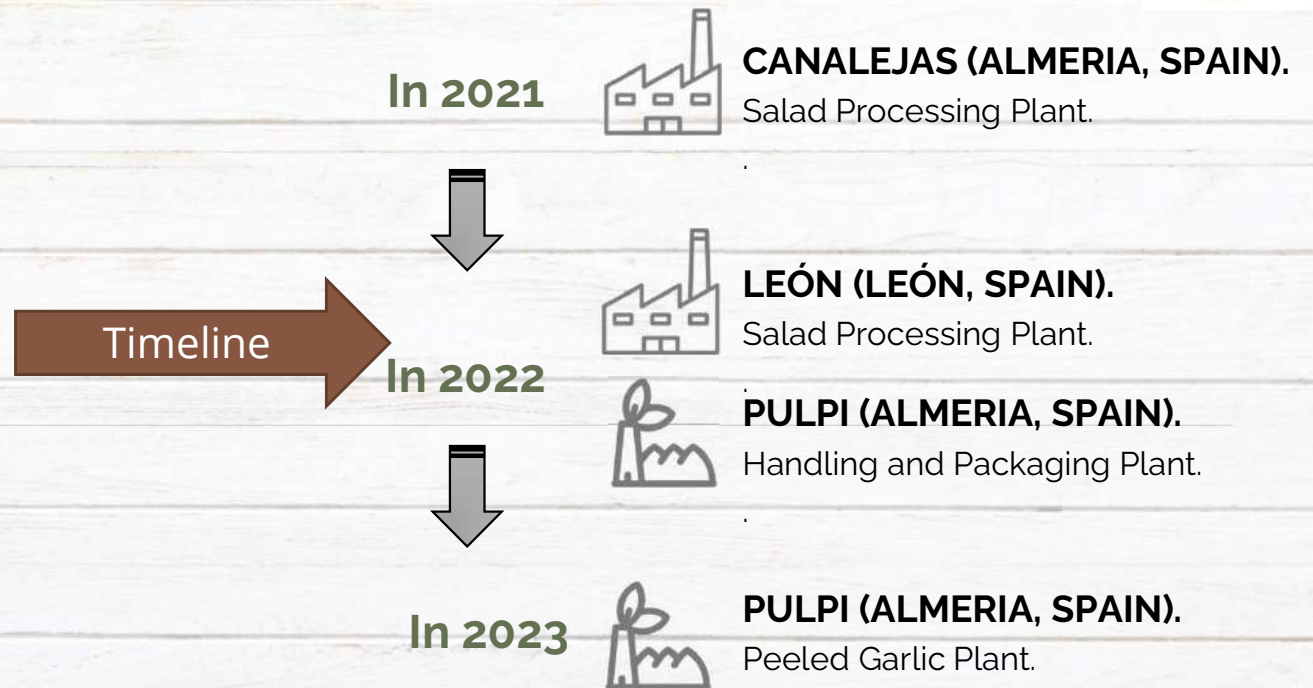 In 2021
CANALEJAS (ALMERIA, SPAIN).
Salad Processing Plant.
.
Timeline
In 2022
LEÓN (LEÓN, SPAIN).
Salad Processing Plant.
.
PULPI (ALMERIA, SPAIN).
Handling and Packaging Plant.
.
In 2023
PULPI (ALMERIA, SPAIN).
Peeled Garlic Plant.